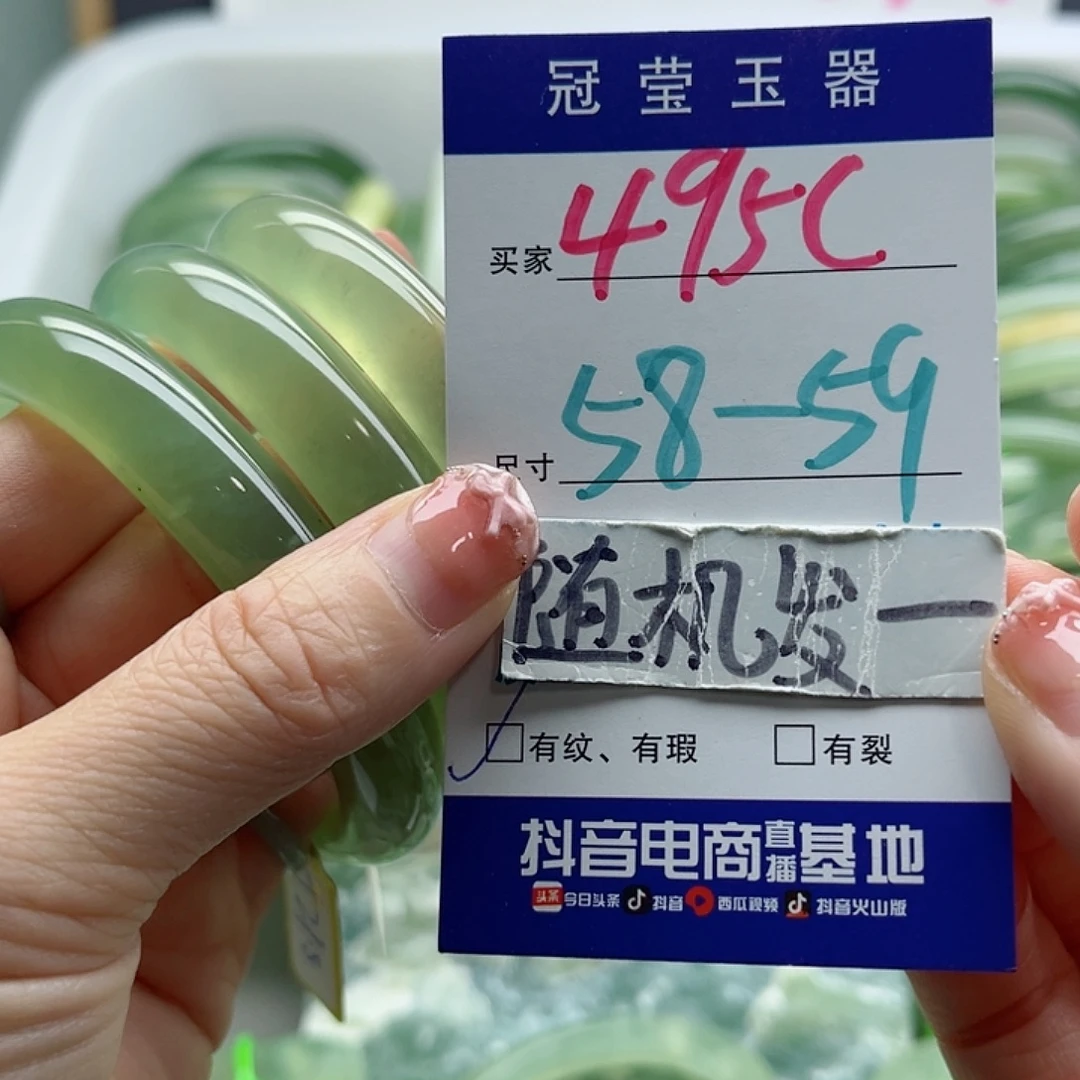 冠莹玉器
买家 495C
尺寸 58-59
随机发一
有纹、有瑕 有裂
抖音电商直播基地
头条 今日头条 抖音 西瓜视频 抖音火山版